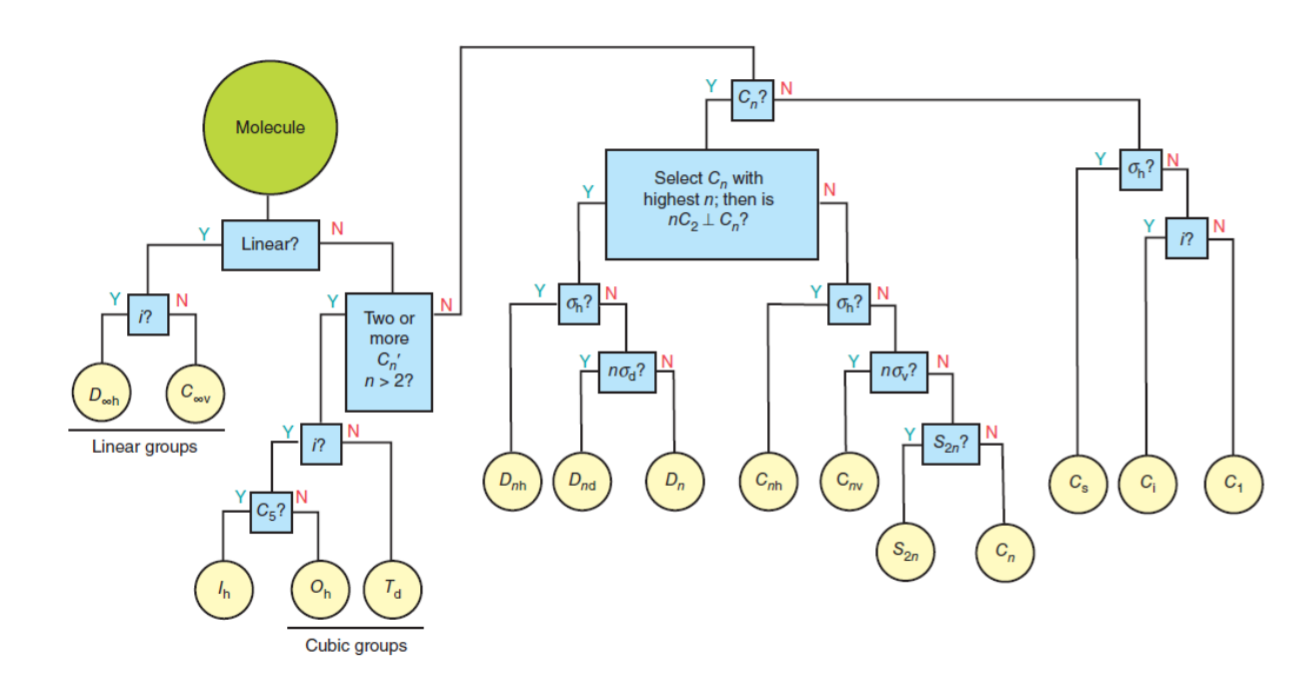 Molecule
Linear?
Y
N
i?
Y
N
D∞h
C∞v
Linear groups
Two or
more
Cn′
n > 2?
Y
N
i?
Y
N
C5?
Y
N
Ih
Oh
Td
Cubic groups
Cn?
Y
N
Select Cn with
highest n; then is
nC2 ⊥ Cn?
Y
N
σh?
Y
N
nσd?
Y
N
Dnh
Dnd
Dn
σh?
Y
N
nσv?
Y
N
S2n?
Y
N
Cnh
Cnv
S2n
Cn
σh?
Y
N
i?
Y
N
Cs
Ci
C1